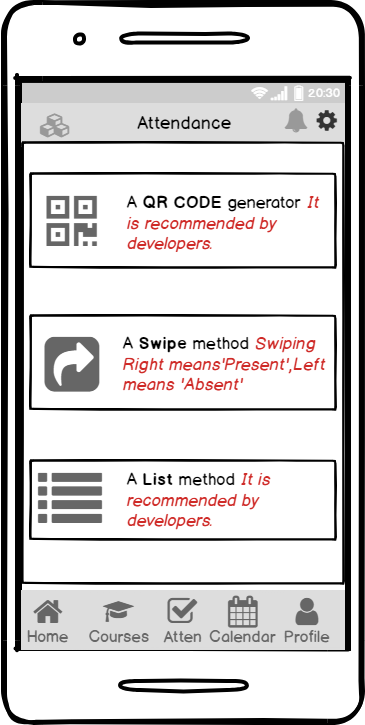 20:30
Attendance
A QR CODE generator It
is recommended by
developers.
A Swipe method Swiping
Right means'Present',Left
means 'Absent'
A List method It is
recommended by
developers.
Home Courses Atten Calendar Profile